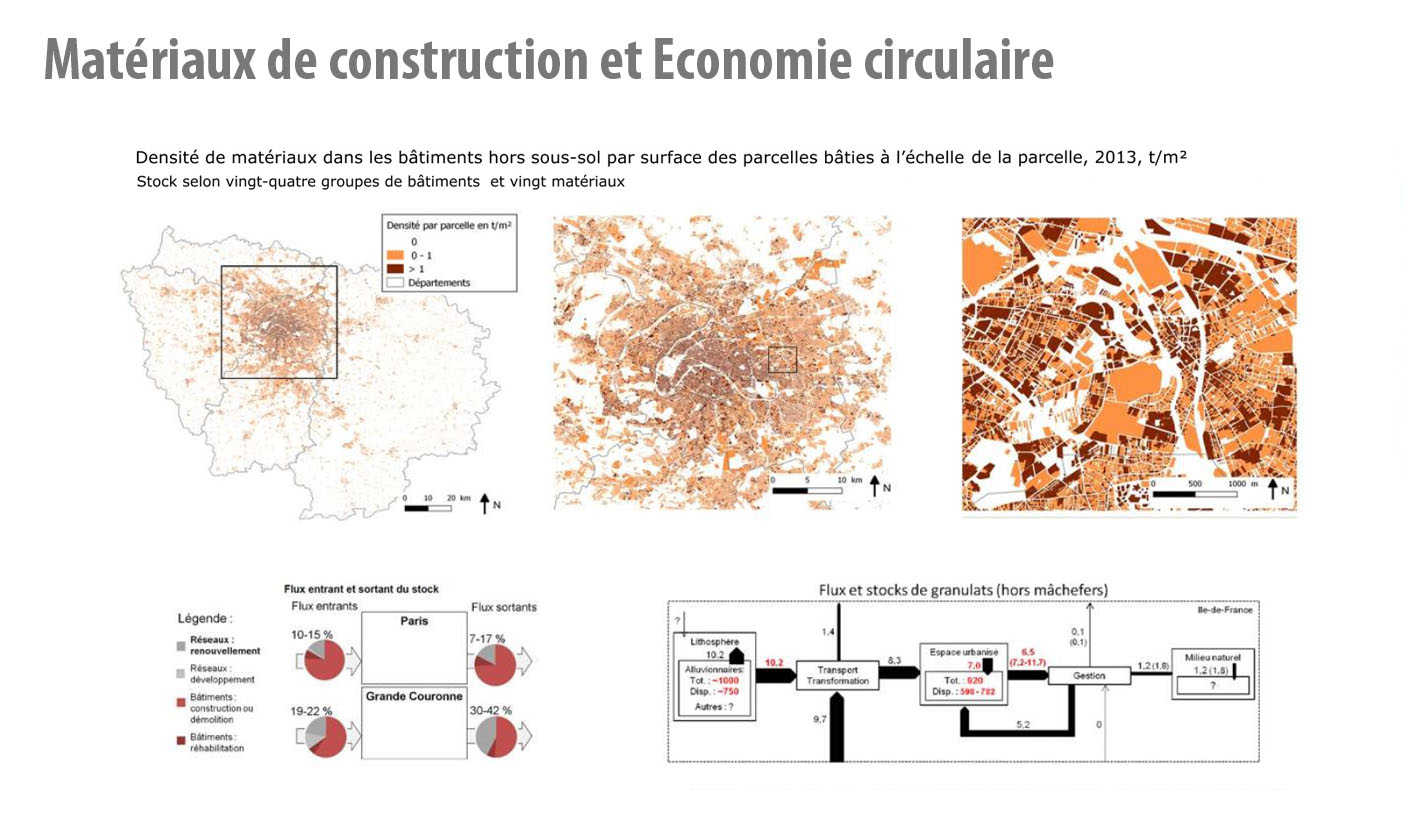 Matériaux de construction et Economie circulaire
Densité de matériaux dans les bâtiments hors sous-sol par surface des parcelles bâties à l'échelle de la parcelle, 2013, t/m²
Stock selon vingt-quatre groupes de bâtiments et vingt matériaux
Densité par parcelle en t/m²
0
0 - 1
> 1
Départements
0 10 20 km
N
0 5 10 km
N
0 500 1000 m
N
Flux entrant et sortant du stock
Flux entrants
Flux sortants
Légende :
Réseaux :
renouvellement
Réseaux :
développement
Bâtiments :
construction ou
démolition
Bâtiments :
réhabilitation
10-15 %
Paris
7-17 %
19-22 %
Grande Couronne
30-42 %
Flux et stocks de granulats (hors mâchefers)
Ile-de-France
?
Lithosphère
10,2
Alluvionnaires:
Tot. : ~1000
Disp. : ~750
Autres : ?
10,2
1,4
Transport
Transformation
9,7
8,3
Espace urbanisé
7,0
Tot. : 920
Disp. : 598 - 782
6,5
(7,2-11,7)
5,2
0,1
(0,1)
Gestion
0
1,2 (1,8)
Milieu naturel
1,2 (1,8)
?